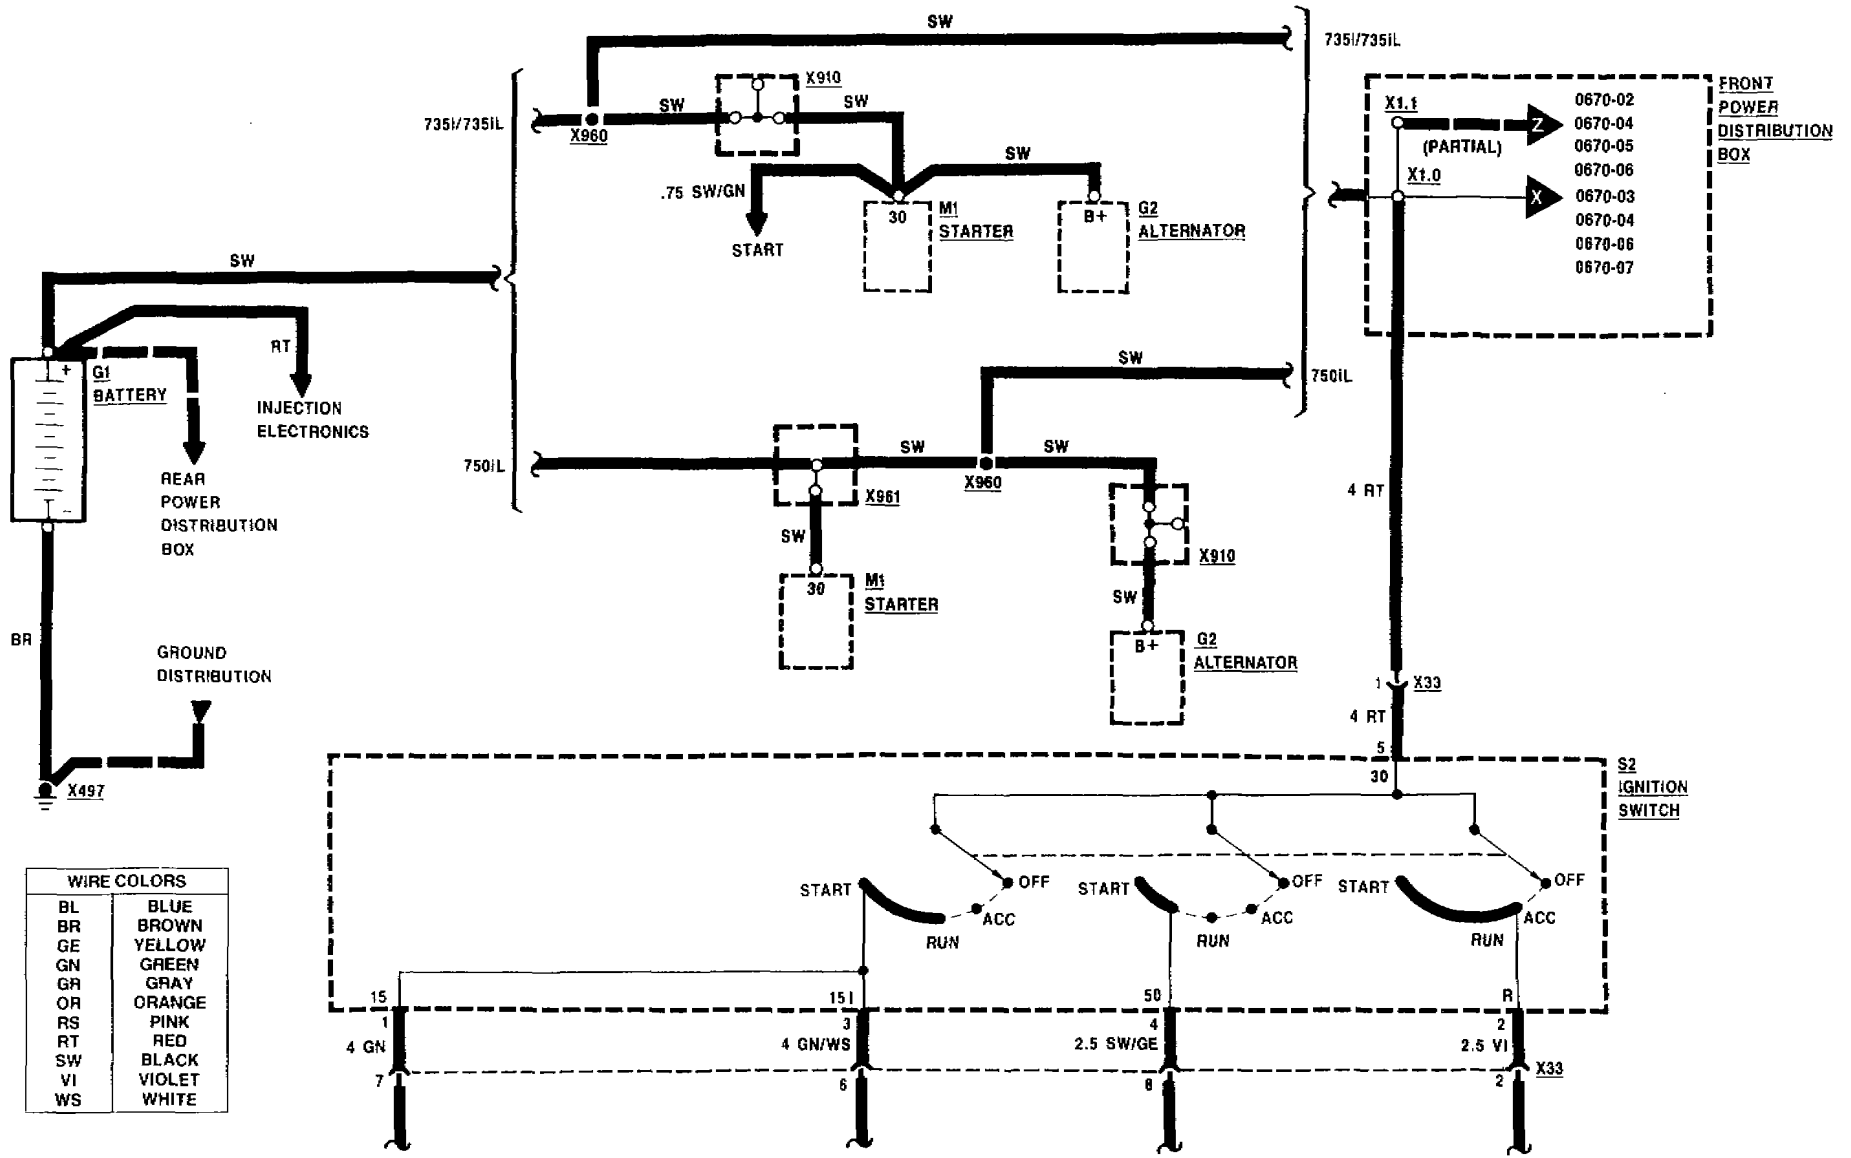 SW
735i/735iL
X910
SW
SW
735i/735iL
X960
.75 SW/GN
START
SW
30
M1
STARTER
B+
G2
ALTERNATOR
FRONT
POWER
DISTRIBUTION
BOX
X1.1
Z
(PARTIAL)
X1.0
X
0670-02
0670-04
0670-05
0670-06
0670-03
0670-04
0670-06
0670-07
SW
RT
+
G1
BATTERY
-
INJECTION
ELECTRONICS
REAR
POWER
DISTRIBUTION
BOX
SW
750iL
750iL
SW
SW
X960
X961
SW
30
M1
STARTER
X910
SW
B+
G2
ALTERNATOR
4 RT
BR
GROUND
DISTRIBUTION
X497
1
X33
4 RT
5
30
S2
IGNITION
SWITCH
START
OFF
ACC
RUN
START
OFF
ACC
RUN
START
OFF
ACC
RUN
15
15I
50
R
1
3
4
2
4 GN
4 GN/WS
2.5 SW/GE
2.5 VI
7
6
8
2
X33
WIRE COLORS
BL BLUE
BR BROWN
GE YELLOW
GN GREEN
GR GRAY
OR ORANGE
RS PINK
RT RED
SW BLACK
VI VIOLET
WS WHITE